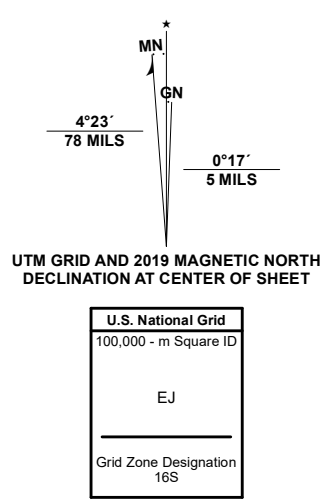 MN
GN
4°23´
78 MILS
0°17´
5 MILS
UTM GRID AND 2019 MAGNETIC NORTH
DECLINATION AT CENTER OF SHEET
U.S. National Grid
100,000 - m Square ID
EJ
Grid Zone Designation
16S